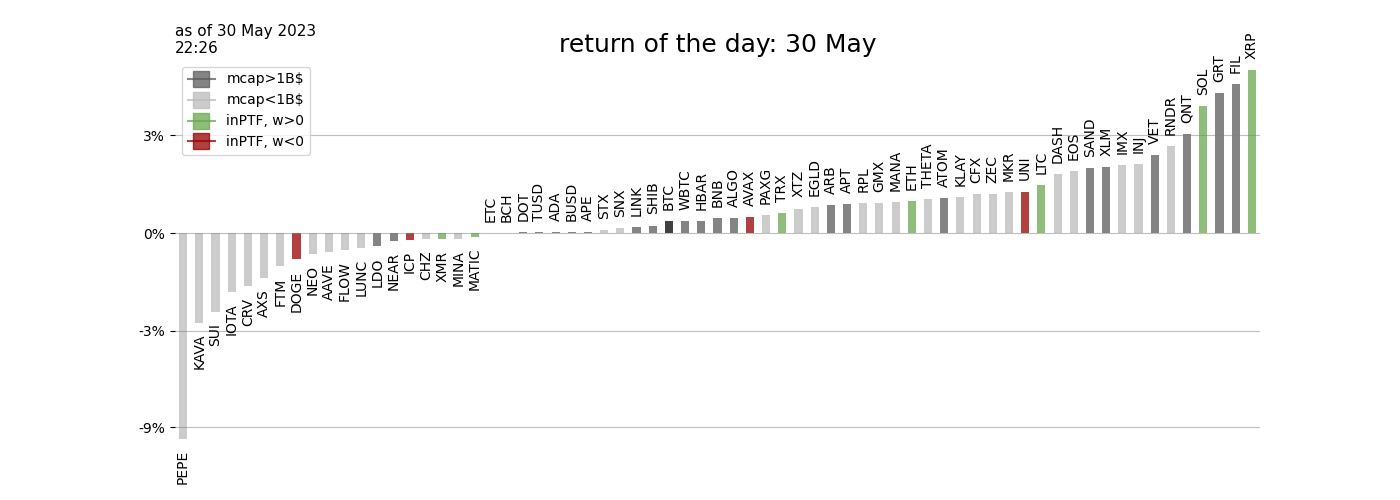 as of 30 May 2023
22:26
return of the day: 30 May
mcap>1B$
mcap<1B$
inPTF, w>0
inPTF, w<0
3%
0%
-3%
-9%
PEPE
KAVA
SUI
IOTA
CRV
AXS
FTM
DOGE
NEO
AAVE
FLOW
LUNC
LDO
NEAR
ICP
CHZ
XMR
MINA
MATIC
ETC
BCH
DOT
TUSD
ADA
BUSD
APE
STX
SNX
LINK
SHIB
BTC
WBTC
HBAR
BNB
ALGO
AVAX
PAXG
TRX
XTZ
EGLD
ARB
APT
RPL
GMX
MANA
ETH
THETA
ATOM
KLAY
CFX
ZEC
MKR
UNI
LTC
DASH
EOS
SAND
XLM
IMX
INJ
VET
RNDR
QNT
SOL
GRT
FIL
XRP